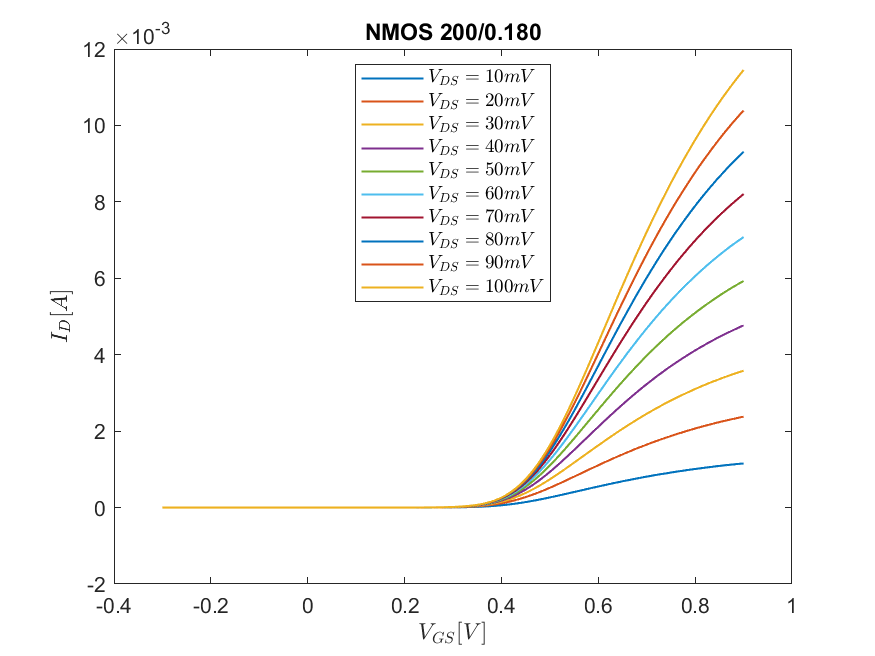 NMOS 200/0.180
×10⁻³
12
10
8
6
4
2
0
-2
I_D[A]
V_DS = 10mV
V_DS = 20mV
V_DS = 30mV
V_DS = 40mV
V_DS = 50mV
V_DS = 60mV
V_DS = 70mV
V_DS = 80mV
V_DS = 90mV
V_DS = 100mV
-0.4 -0.2 0 0.2 0.4 0.6 0.8 1
V_GS[V]